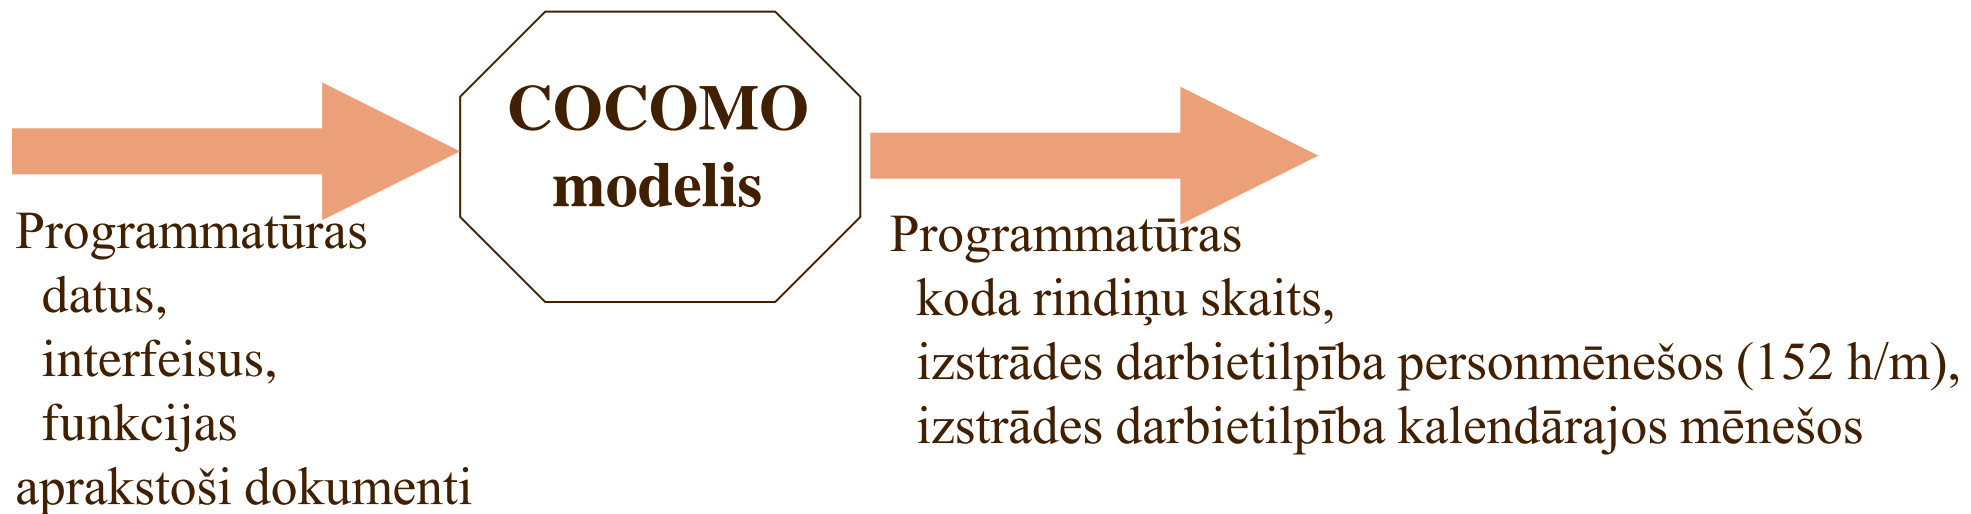 COCOMO
modelis
Programmatūras
datus,
interfeisus,
funkcijas
aprakstoši dokumenti
Programmatūras
koda rindiņu skaits,
izstrādes darbietilpība personmēnešos (152 h/m),
izstrādes darbietilpība kalendārajos mēnešos